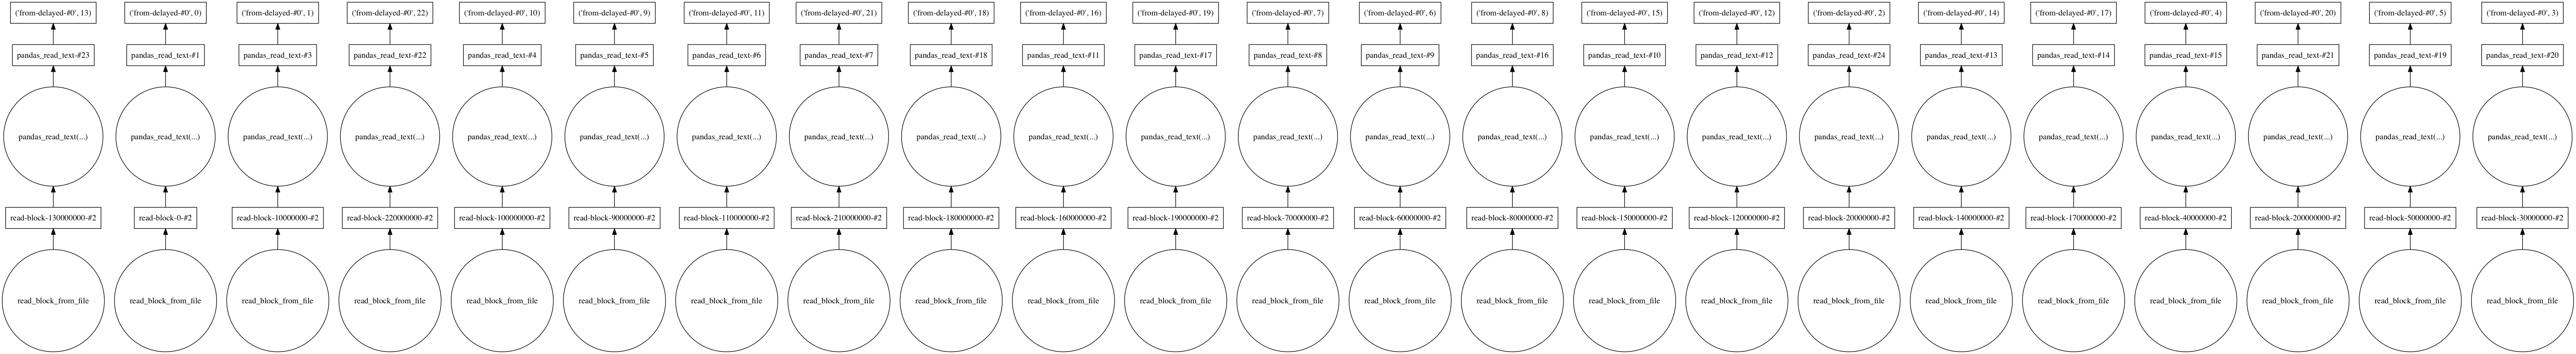 ('from-delayed-#0', 13) ('from-delayed-#0', 0) ('from-delayed-#0', 1) ('from-delayed-#0', 22) ('from-delayed-#0', 10) ('from-delayed-#0', 9) ('from-delayed-#0', 11) ('from-delayed-#0', 21) ('from-delayed-#0', 18) ('from-delayed-#0', 16) ('from-delayed-#0', 19) ('from-delayed-#0', 7) ('from-delayed-#0', 6) ('from-delayed-#0', 8) ('from-delayed-#0', 15) ('from-delayed-#0', 12) ('from-delayed-#0', 2) ('from-delayed-#0', 14) ('from-delayed-#0', 17) ('from-delayed-#0', 4) ('from-delayed-#0', 20) ('from-delayed-#0', 5) ('from-delayed-#0', 3)
pandas_read_text-#23 pandas_read_text-#1 pandas_read_text-#3 pandas_read_text-#22 pandas_read_text-#4 pandas_read_text-#5 pandas_read_text-#6 pandas_read_text-#7 pandas_read_text-#18 pandas_read_text-#11 pandas_read_text-#17 pandas_read_text-#8 pandas_read_text-#9 pandas_read_text-#16 pandas_read_text-#10 pandas_read_text-#12 pandas_read_text-#24 pandas_read_text-#13 pandas_read_text-#14 pandas_read_text-#15 pandas_read_text-#21 pandas_read_text-#19 pandas_read_text-#20
pandas_read_text(...) pandas_read_text(...) pandas_read_text(...) pandas_read_text(...) pandas_read_text(...) pandas_read_text(...) pandas_read_text(...) pandas_read_text(...) pandas_read_text(...) pandas_read_text(...) pandas_read_text(...) pandas_read_text(...) pandas_read_text(...) pandas_read_text(...) pandas_read_text(...) pandas_read_text(...) pandas_read_text(...) pandas_read_text(...) pandas_read_text(...) pandas_read_text(...) pandas_read_text(...) pandas_read_text(...) pandas_read_text(...)
read-block-130000000-#2 read-block-0-#2 read-block-10000000-#2 read-block-220000000-#2 read-block-100000000-#2 read-block-90000000-#2 read-block-110000000-#2 read-block-210000000-#2 read-block-180000000-#2 read-block-160000000-#2 read-block-190000000-#2 read-block-70000000-#2 read-block-60000000-#2 read-block-80000000-#2 read-block-150000000-#2 read-block-120000000-#2 read-block-20000000-#2 read-block-140000000-#2 read-block-170000000-#2 read-block-40000000-#2 read-block-200000000-#2 read-block-50000000-#2 read-block-30000000-#2
read_block_from_file read_block_from_file read_block_from_file read_block_from_file read_block_from_file read_block_from_file read_block_from_file read_block_from_file read_block_from_file read_block_from_file read_block_from_file read_block_from_file read_block_from_file read_block_from_file read_block_from_file read_block_from_file read_block_from_file read_block_from_file read_block_from_file read_block_from_file read_block_from_file read_block_from_file read_block_from_file